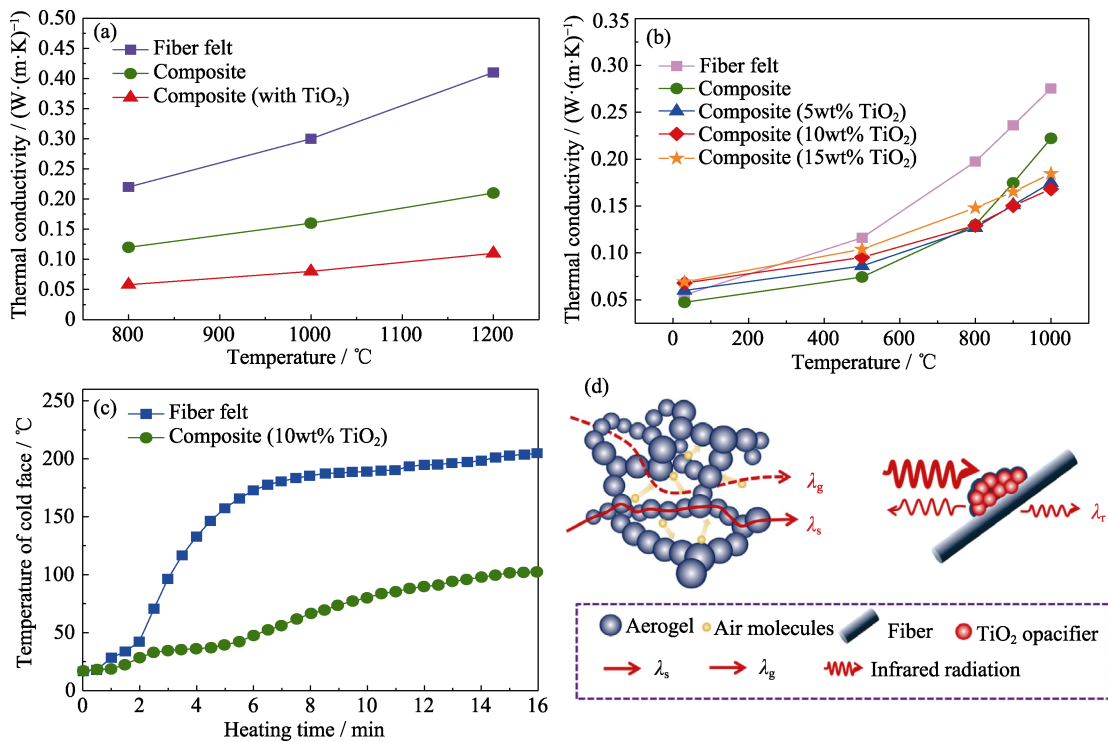 (a)
Thermal conductivity / (W·(m·K)⁻¹)
0.50
0.45
0.40
0.35
0.30
0.25
0.20
0.15
0.10
0.05
0
Fiber felt
Composite
Composite (with TiO₂)
800
900
1000
1100
1200
Temperature / ℃
(b)
Thermal conductivity / (W·(m·K)⁻¹)
0.35
0.30
0.25
0.20
0.15
0.10
0.05
Fiber felt
Composite
Composite (5wt% TiO₂)
Composite (10wt% TiO₂)
Composite (15wt% TiO₂)
0
200
400
600
800
1000
Temperature / ℃
(c)
Temperature of cold face / ℃
250
200
150
100
50
0
Fiber felt
Composite (10wt% TiO₂)
0
2
4
6
8
10
12
14
16
Heating time / min
(d)
λg
λs
λr
Aerogel
Air molecules
Fiber
TiO₂ opacifier
λs
λg
Infrared radiation